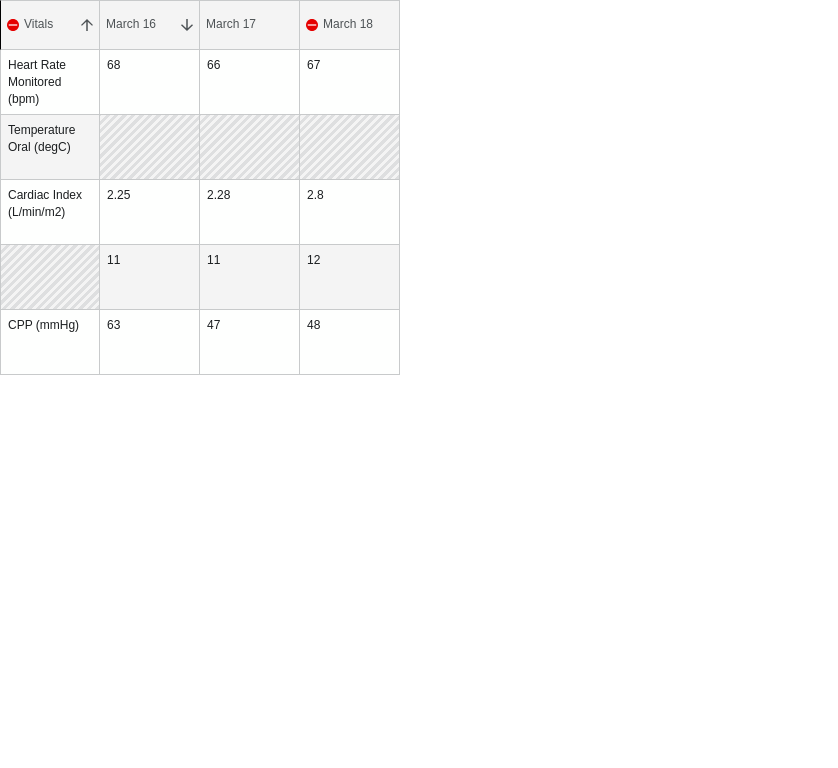 Vitals March 16 March 17 March 18
Heart Rate 68 66 67
Monitored
(bpm)
Temperature
Oral (degC)
Cardiac Index 2.25 2.28 2.8
(L/min/m2)
11 11 12
CPP (mmHg) 63 47 48